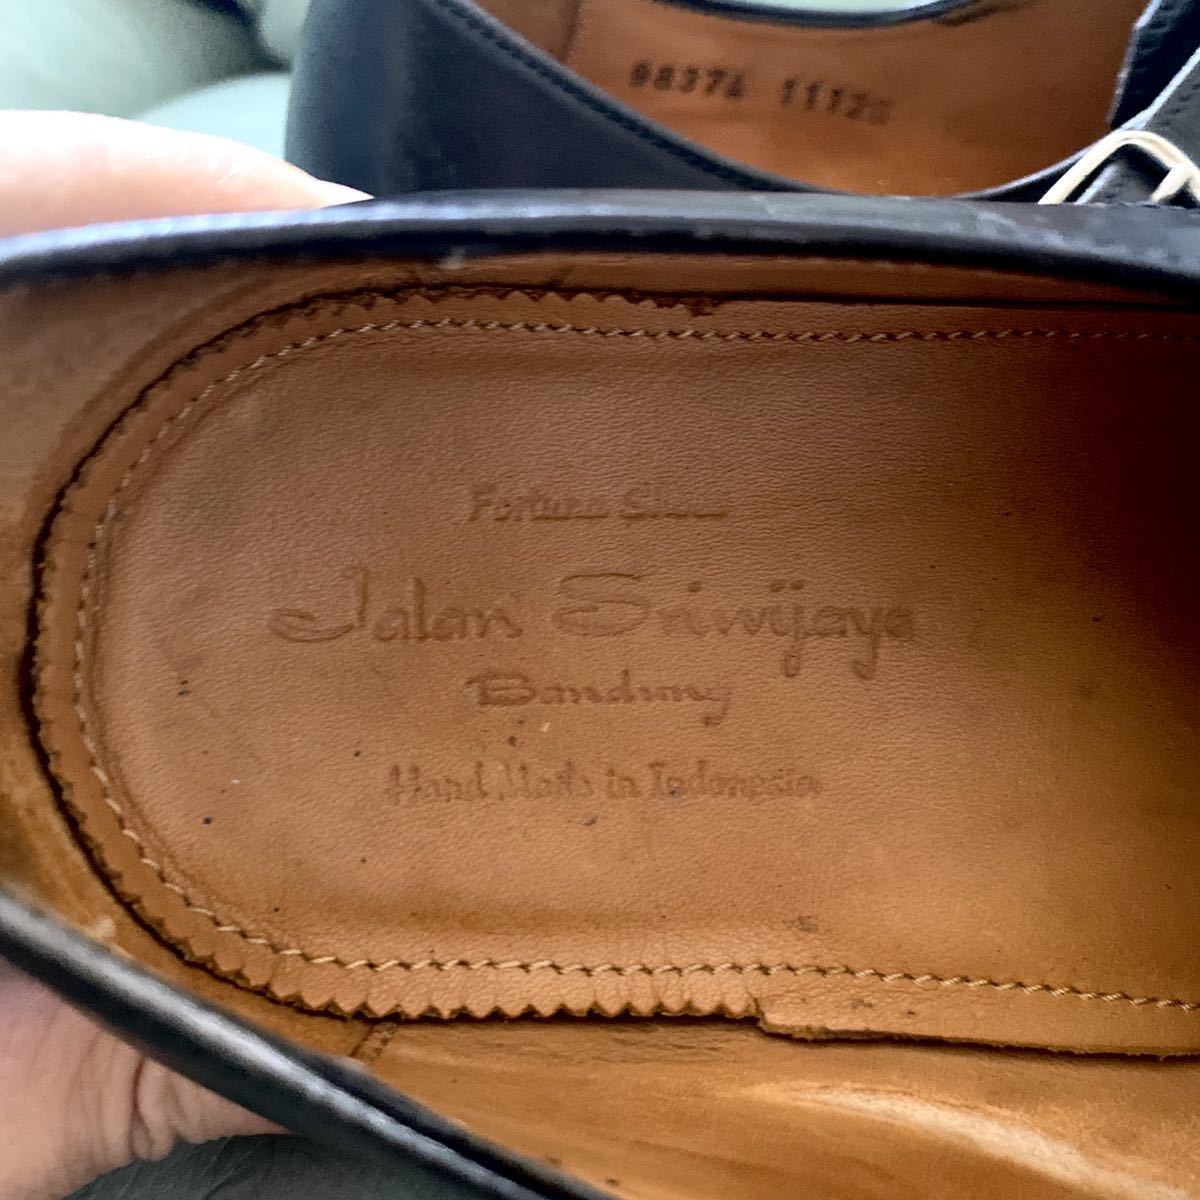 98374 11125
Fortuna Shoe
Jalan Sriwijaya
Bandung
Hand Made in Indonesia